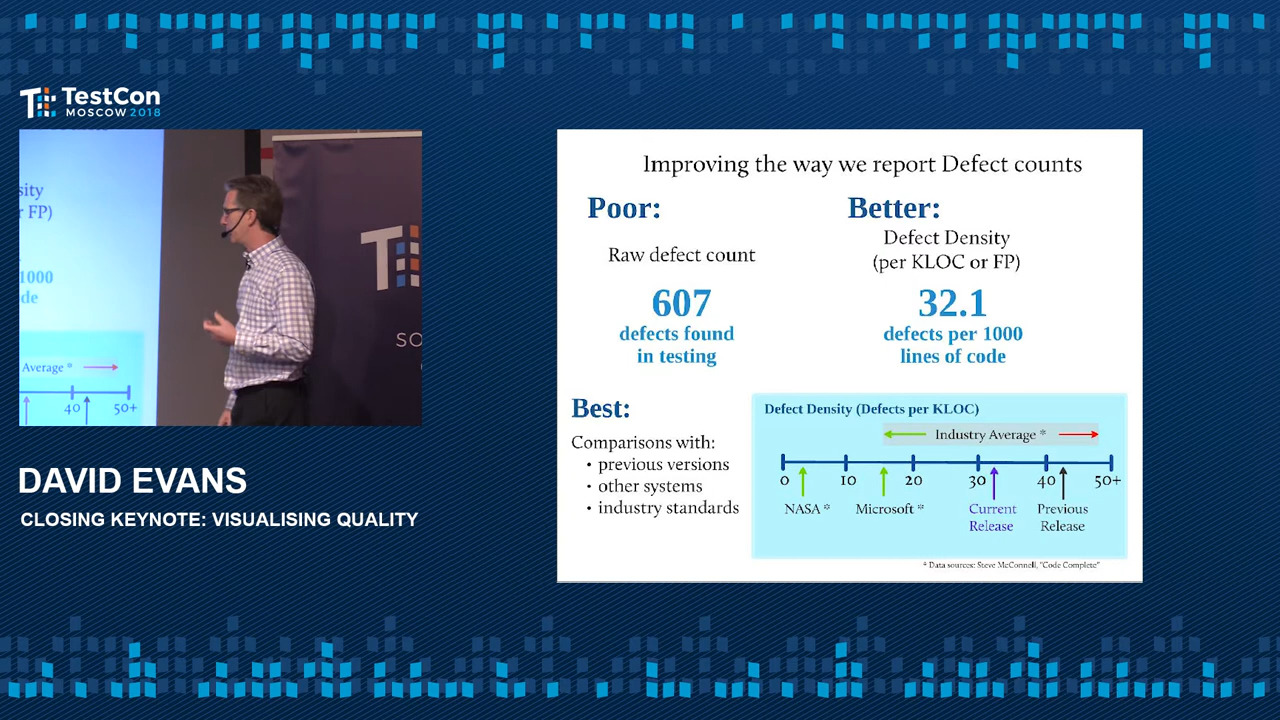 TestCon
MOSCOW 2018
sity
r FP)
1000
de
Average *
40
50+
T
SO
DAVID EVANS
CLOSING KEYNOTE: VISUALISING QUALITY
Improving the way we report Defect counts
Poor:
Raw defect count
607
defects found
in testing
Better:
Defect Density
(per KLOC or FP)
32.1
defects per 1000
lines of code
Best:
Comparisons with:
• previous versions
• other systems
• industry standards
Defect Density (Defects per KLOC)
Industry Average *
0 10 20 30 40 50+
NASA * Microsoft * Current Previous
Release Release
* Data sources: Steve McConnell, "Code Complete"